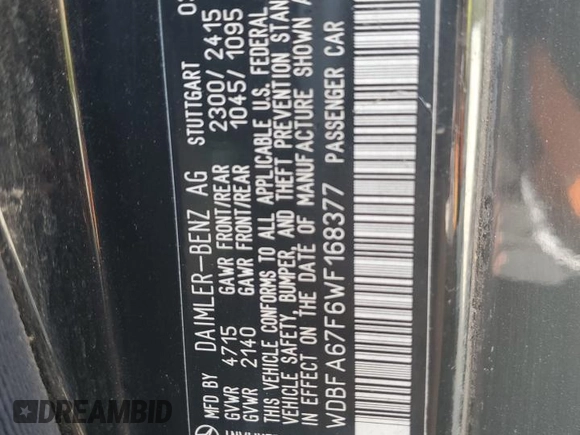 MFD BY DAIMLER-BENZ AG STUTTGART
GVWR 4715 GAWR FRONT/REAR 2300/ 2415
GVWR 2140 GAWR FRONT/REAR 1045/ 1095
THIS VEHICLE CONFORMS TO ALL APPLICABLE U.S. FEDERAL
VEHICLE SAFETY, BUMPER, AND THEFT PREVENTION STAN
IN EFFECT ON THE DATE OF MANUFACTURE SHOWN A
WDBFA67F6WF168377 PASSENGER CAR
DREAMBID